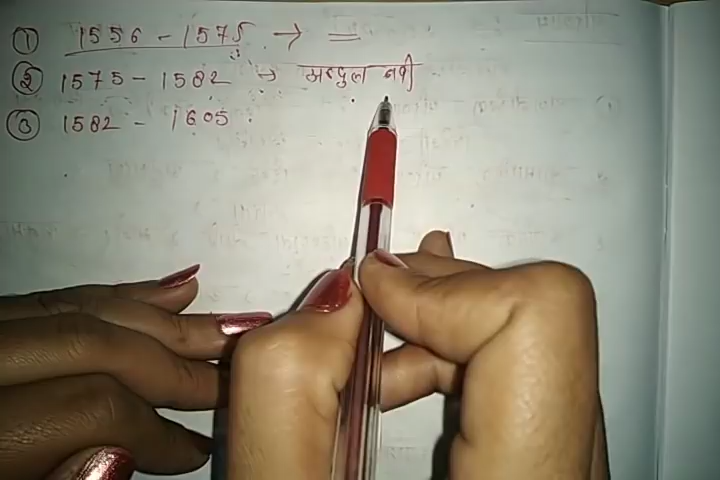 ① 1556 - 1575 → =
② 1575 - 1582 → अब्दुल नबी
③ 1582 - 1605